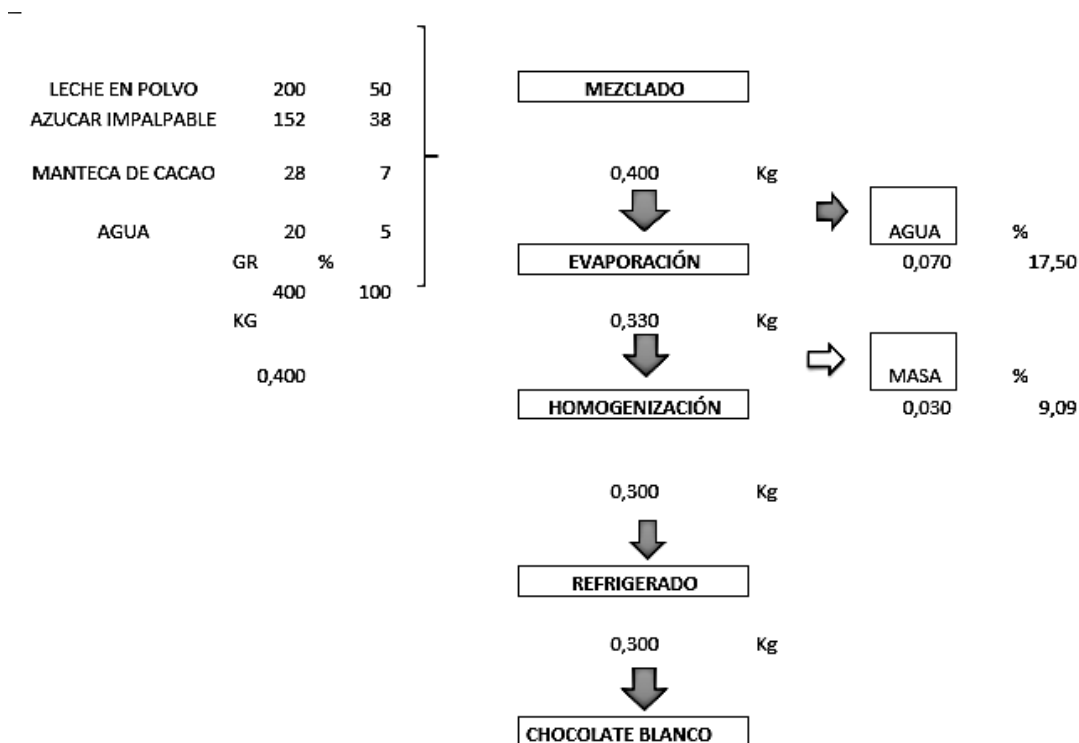 LECHE EN POLVO 200 50
AZUCAR IMPALPABLE 152 38
MANTECA DE CACAO 28 7
AGUA 20 5
GR %
400 100
KG
0,400
MEZCLADO
0,400 Kg
AGUA %
EVAPORACIÓN 0,070 17,50
0,330 Kg
MASA %
HOMOGENIZACIÓN 0,030 9,09
0,300 Kg
REFRIGERADO
0,300 Kg
CHOCOLATE BLANCO